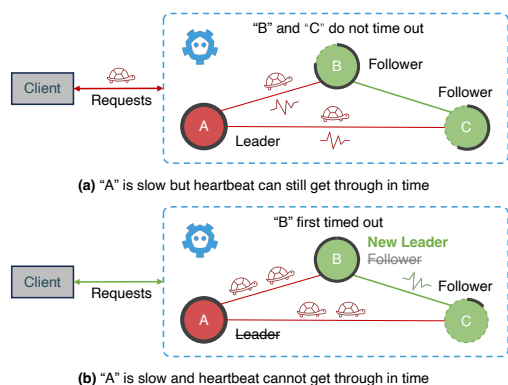 "B" and "C" do not time out
B
Follower
Client
Requests
Follower
A
C
Leader
(a) "A" is slow but heartbeat can still get through in time
"B" first timed out
New Leader
B
Follower
Client
Requests
Follower
A
C
Leader
(b) "A" is slow and heartbeat cannot get through in time